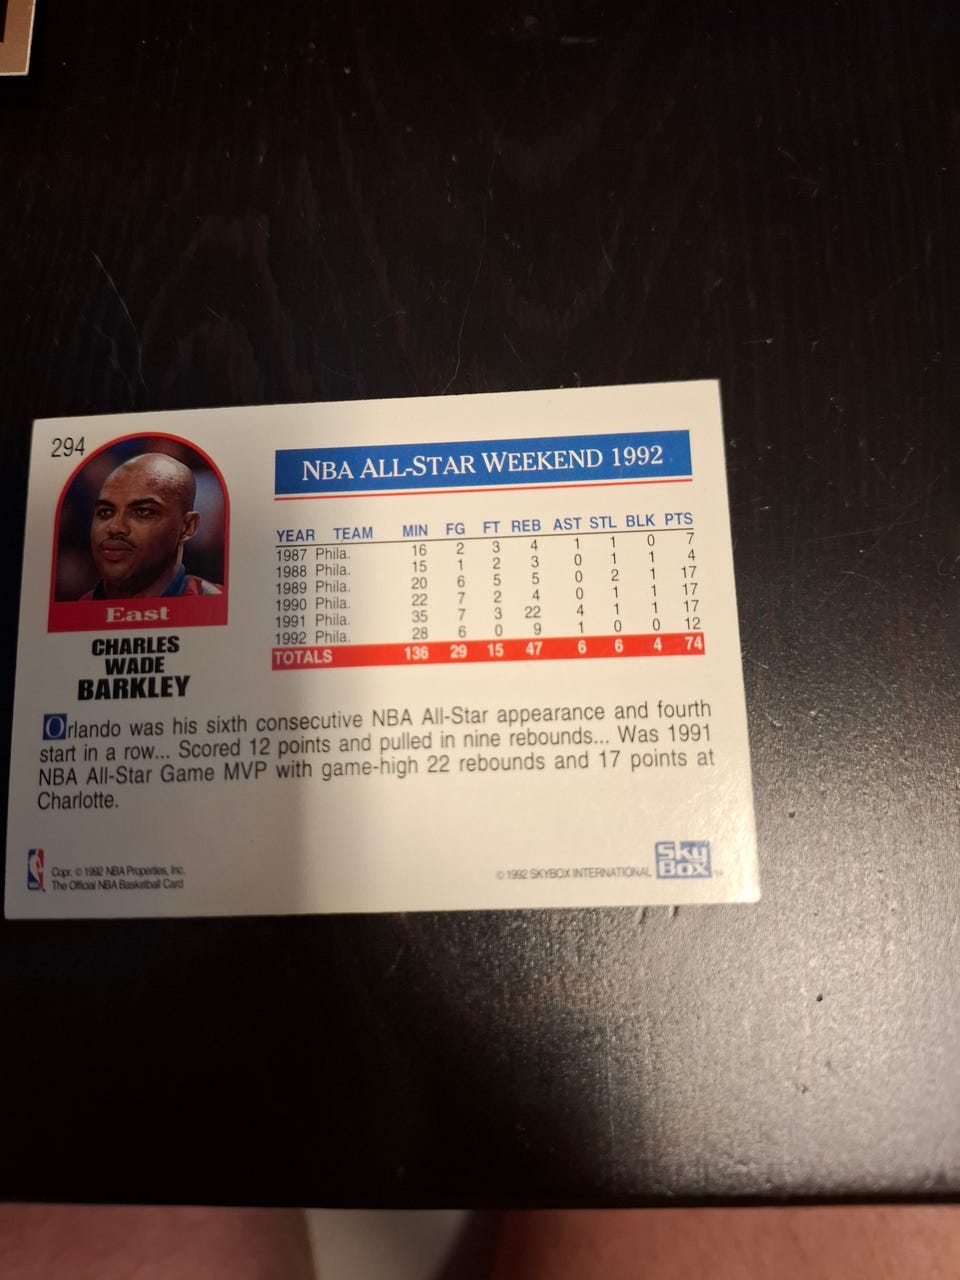 294
East
CHARLES
WADE
BARKLEY
NBA ALL-STAR WEEKEND 1992
YEAR TEAM MIN FG FT REB AST STL BLK PTS
1987 Phila. 16 2 3 4 1 1 0 7
1988 Phila. 15 1 2 3 0 1 1 4
1989 Phila. 20 6 5 5 0 2 1 17
1990 Phila. 22 7 2 4 0 1 1 17
1991 Phila. 35 7 3 22 4 1 1 17
1992 Phila. 28 6 0 9 1 0 0 12
TOTALS 136 29 15 47 6 6 4 74
Orlando was his sixth consecutive NBA All-Star appearance and fourth
start in a row... Scored 12 points and pulled in nine rebounds... Was 1991
NBA All-Star Game MVP with game-high 22 rebounds and 17 points at
Charlotte.
Copr. © 1992 NBA Properties, Inc.
The Official NBA Basketball Card
© 1992 SKYBOX INTERNATIONAL
Sky
Box